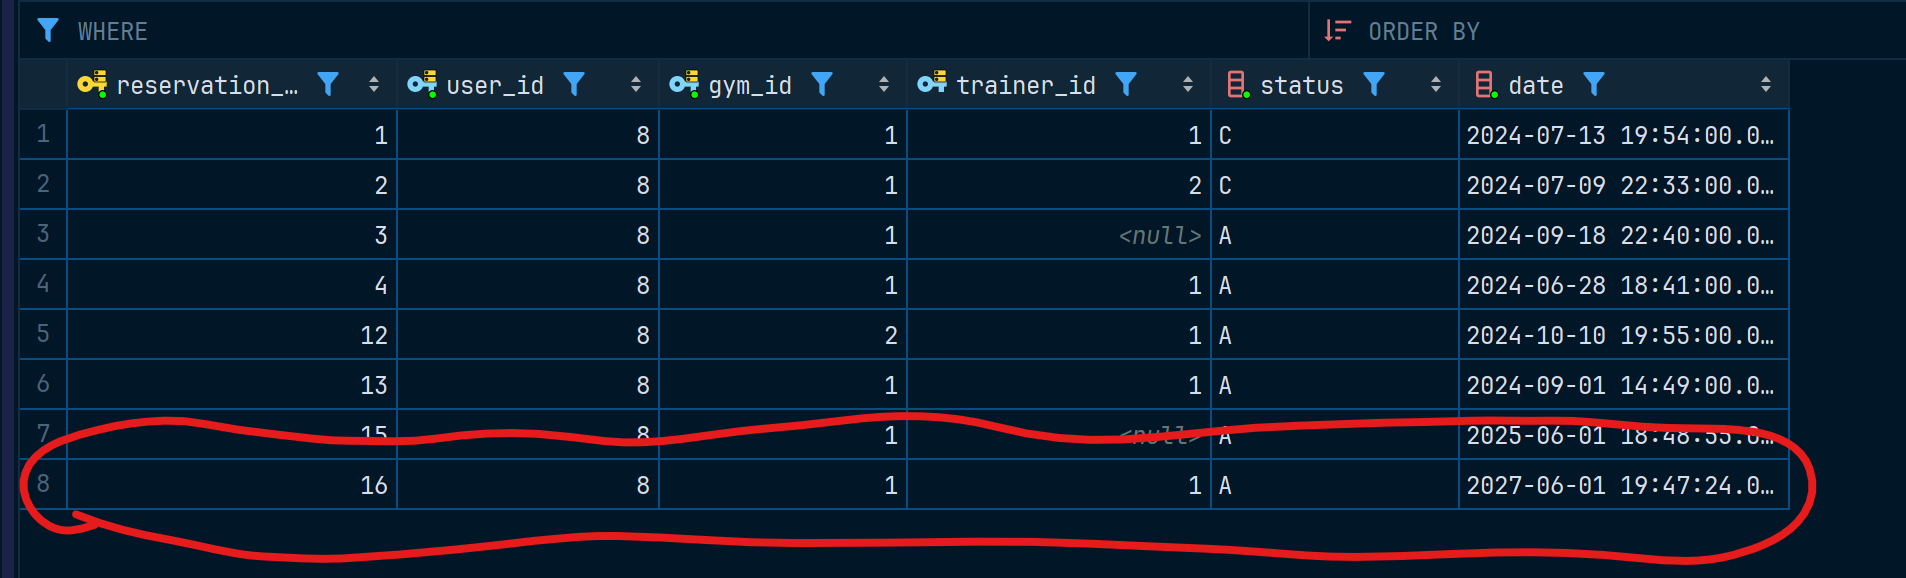 WHERE ORDER BY
reservation_… user_id gym_id trainer_id status date
1 1 8 1 1 C 2024-07-13 19:54:00.0…
2 2 8 1 2 C 2024-07-09 22:33:00.0…
3 3 8 1 <null> A 2024-09-18 22:40:00.0…
4 4 8 1 1 A 2024-06-28 18:41:00.0…
5 12 8 2 1 A 2024-10-10 19:55:00.0…
6 13 8 1 1 A 2024-09-01 14:49:00.0…
7 15 8 1 <null> A 2025-06-01 18:48:55.0…
8 16 8 1 1 A 2027-06-01 19:47:24.0…